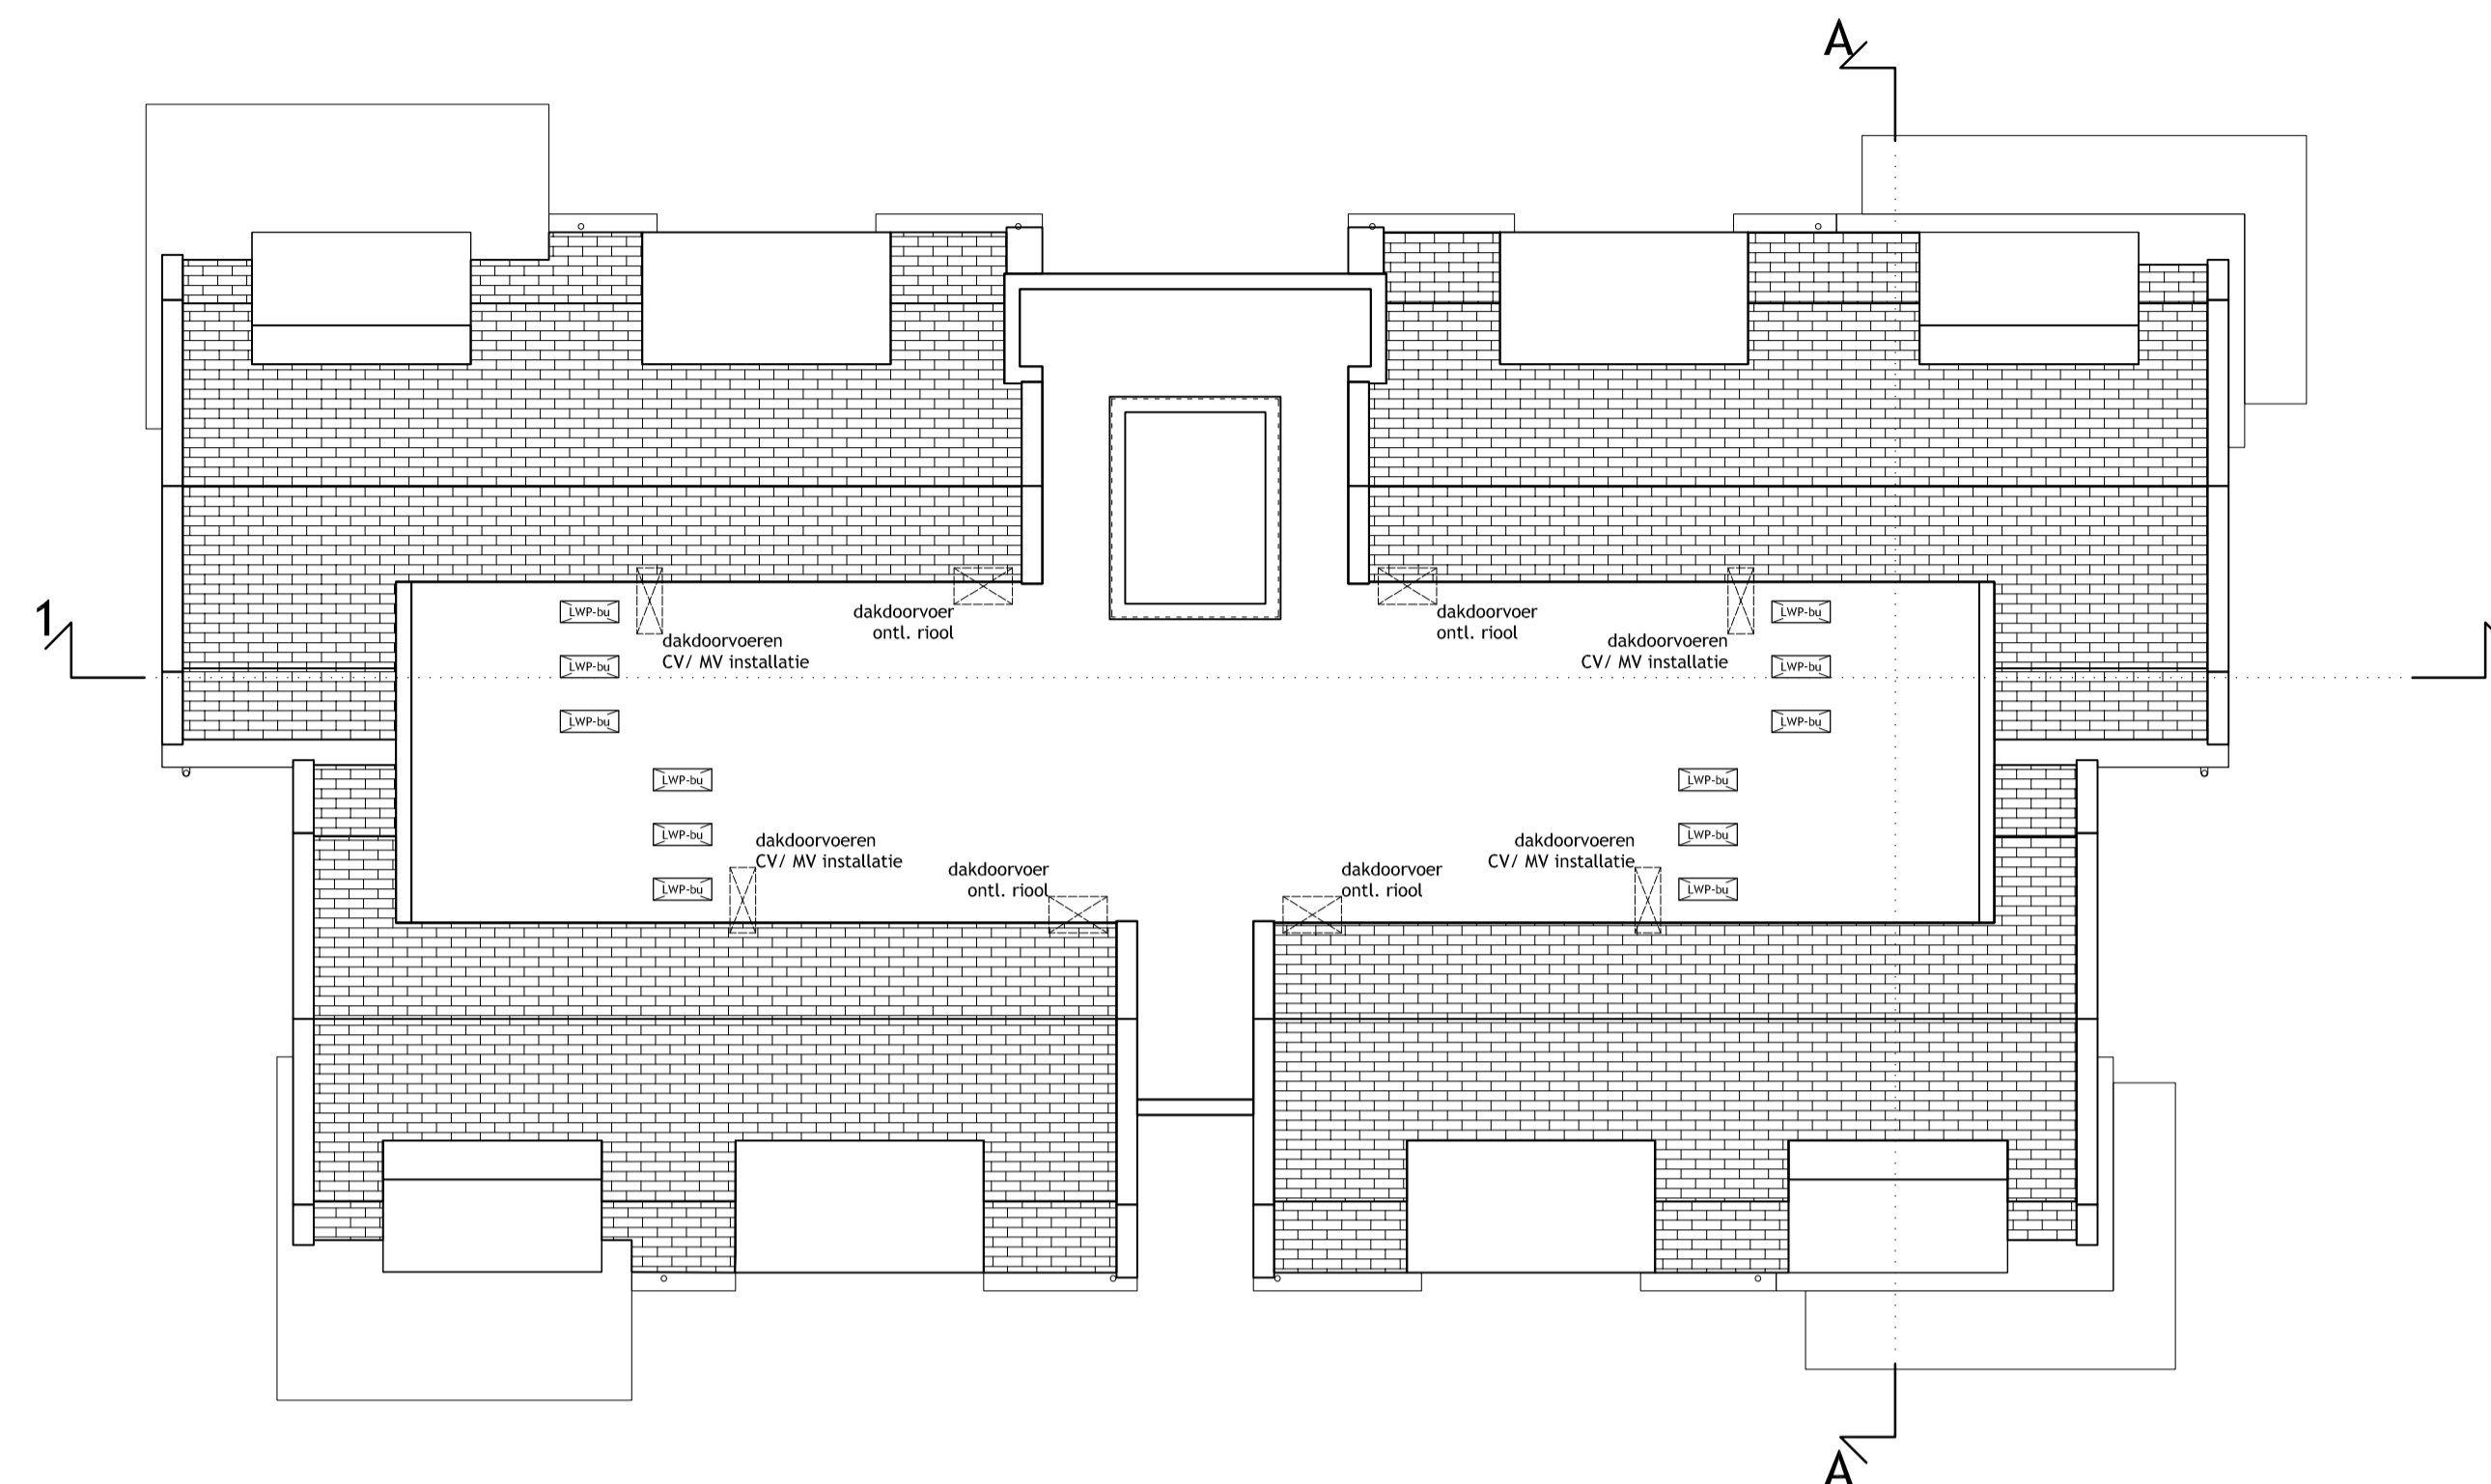 A
LWP-bu
dakdoorvoer
ontl. riool
dakdoorvoer
ontl. riool
LWP-bu
dakdoorvoeren
CV/ MV installatie
dakdoorvoeren
CV/ MV installatie
1
LWP-bu
LWP-bu
LWP-bu
LWP-bu
LWP-bu
LWP-bu
LWP-bu
LWP-bu
dakdoorvoeren
CV/ MV installatie
dakdoorvoeren
CV/ MV installatie
dakdoorvoer
ontl. riool
dakdoorvoer
ontl. riool
LWP-bu
LWP-bu
A